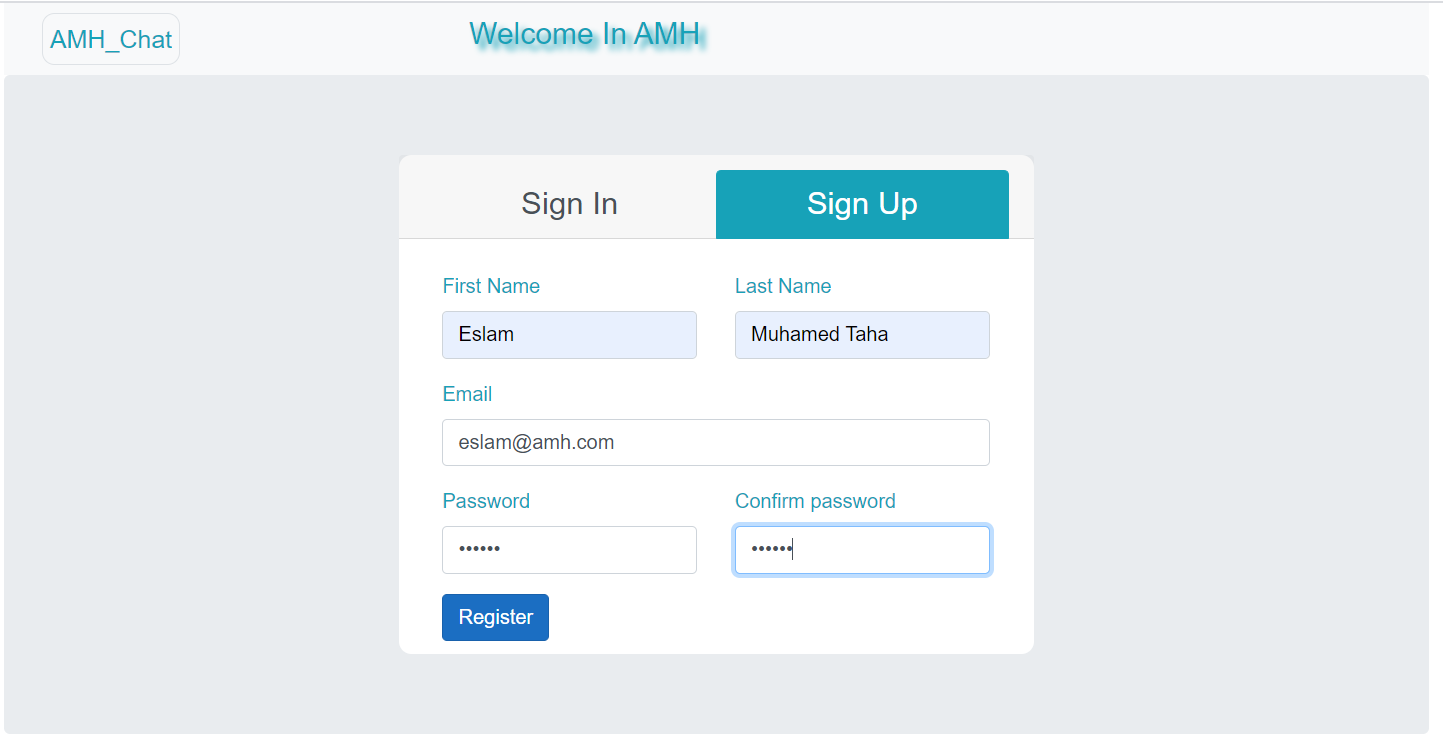 AMH_Chat
Welcome In AMH
Sign In
Sign Up
First Name
Last Name
Eslam
Muhamed Taha
Email
eslam@amh.com
Password
Confirm password
••••••
••••••
Register